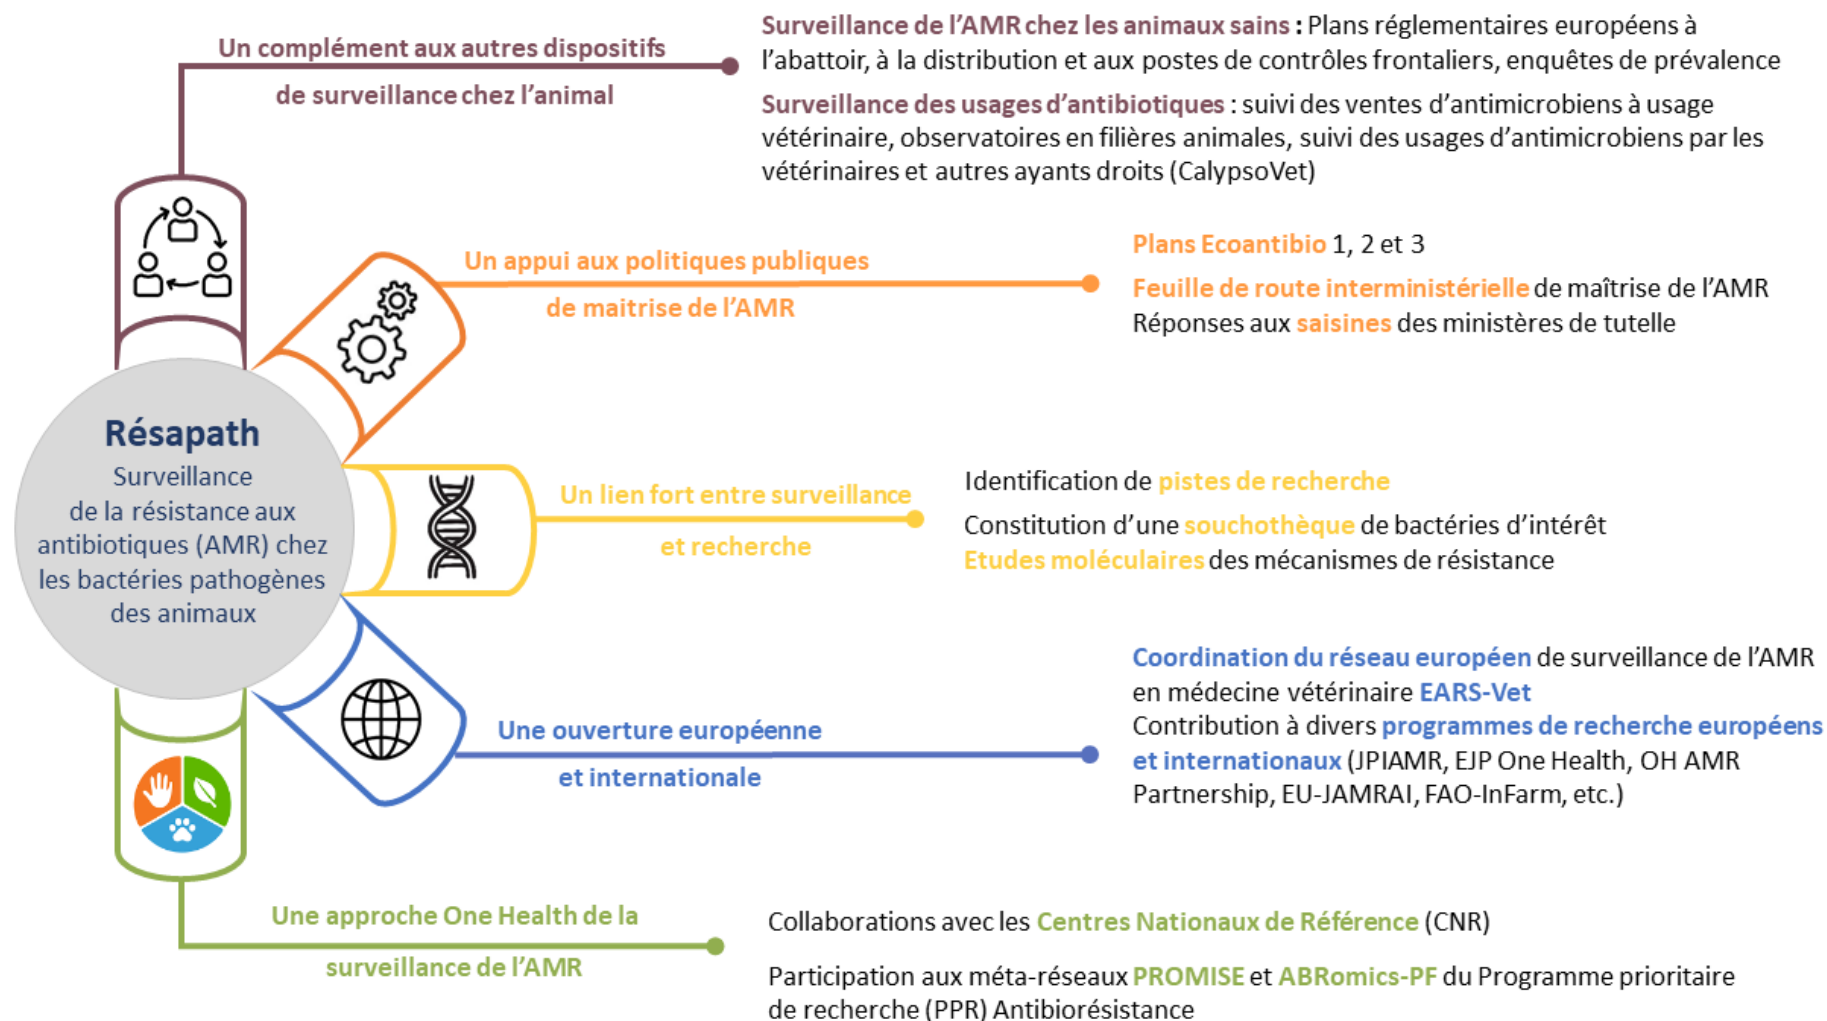 Un complément aux autres dispositifs
de surveillance chez l'animal
Surveillance de l'AMR chez les animaux sains : Plans réglementaires européens à
l'abattoir, à la distribution et aux postes de contrôles frontaliers, enquêtes de prévalence
Surveillance des usages d'antibiotiques : suivi des ventes d'antimicrobiens à usage
vétérinaire, observatoires en filières animales, suivi des usages d'antimicrobiens par les
vétérinaires et autres ayants droits (CalypsoVet)
Un appui aux politiques publiques
de maitrise de l'AMR
Plans Ecoantibio 1, 2 et 3
Feuille de route interministérielle de maîtrise de l'AMR
Réponses aux saisines des ministères de tutelle
Résapath
Surveillance
de la résistance aux
antibiotiques (AMR) chez
les bactéries pathogènes
des animaux
Un lien fort entre surveillance
et recherche
Identification de pistes de recherche
Constitution d'une souchothèque de bactéries d'intérêt
Etudes moléculaires des mécanismes de résistance
Une ouverture européenne
et internationale
Coordination du réseau européen de surveillance de l'AMR
en médecine vétérinaire EARS-Vet
Contribution à divers programmes de recherche européens
et internationaux (JPIAMR, EJP One Health, OH AMR
Partnership, EU-JAMRAI, FAO-InFarm, etc.)
Une approche One Health de la
surveillance de l'AMR
Collaborations avec les Centres Nationaux de Référence (CNR)
Participation aux méta-réseaux PROMISE et ABRomics-PF du Programme prioritaire
de recherche (PPR) Antibiorésistance